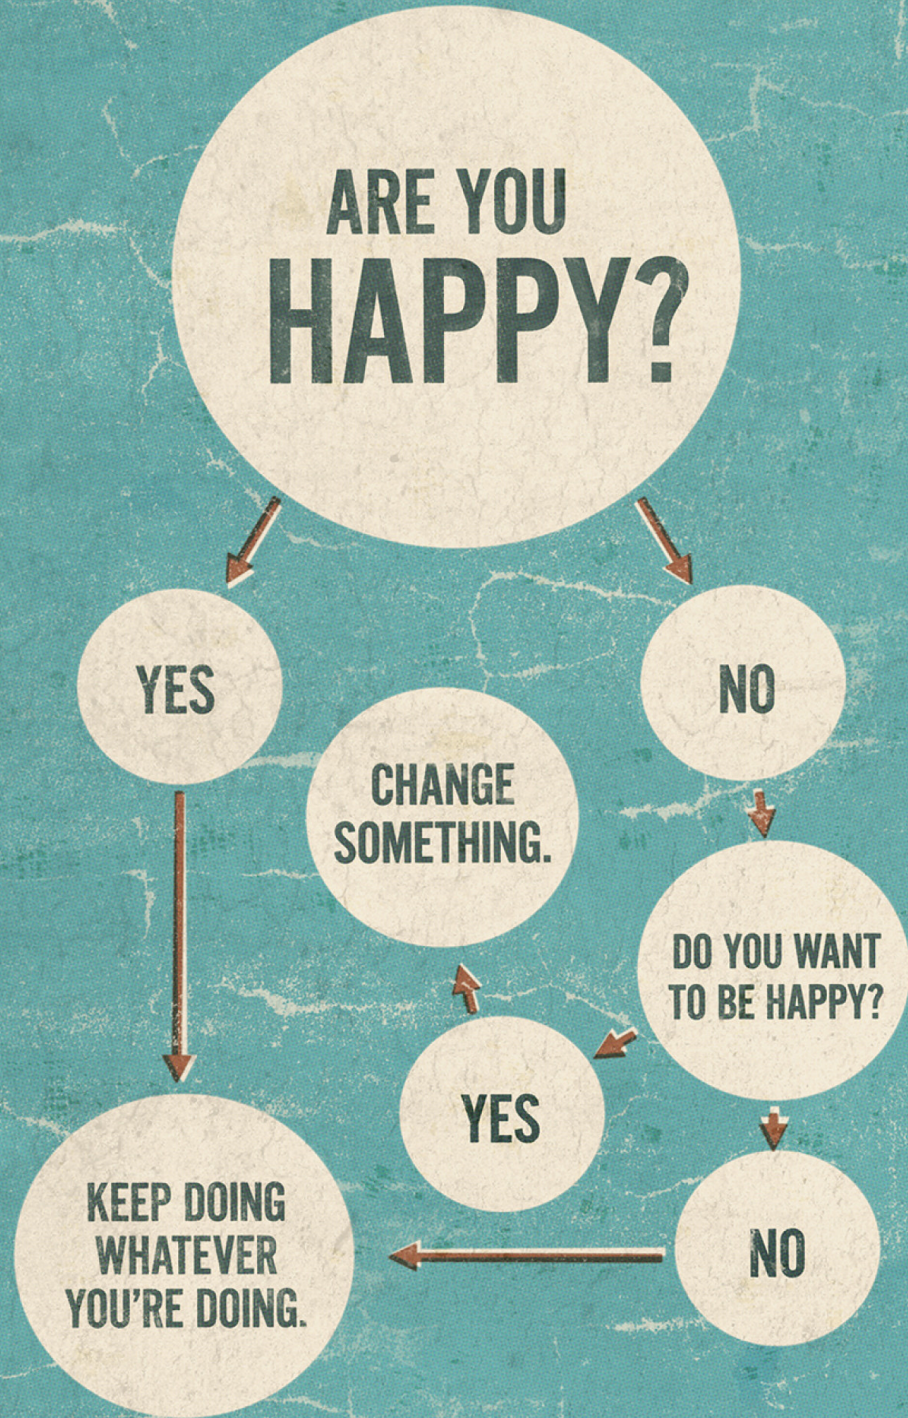 ARE YOU
HAPPY?
YES
NO
CHANGE
SOMETHING.
DO YOU WANT
TO BE HAPPY?
YES
KEEP DOING
WHATEVER
YOU'RE DOING.
NO